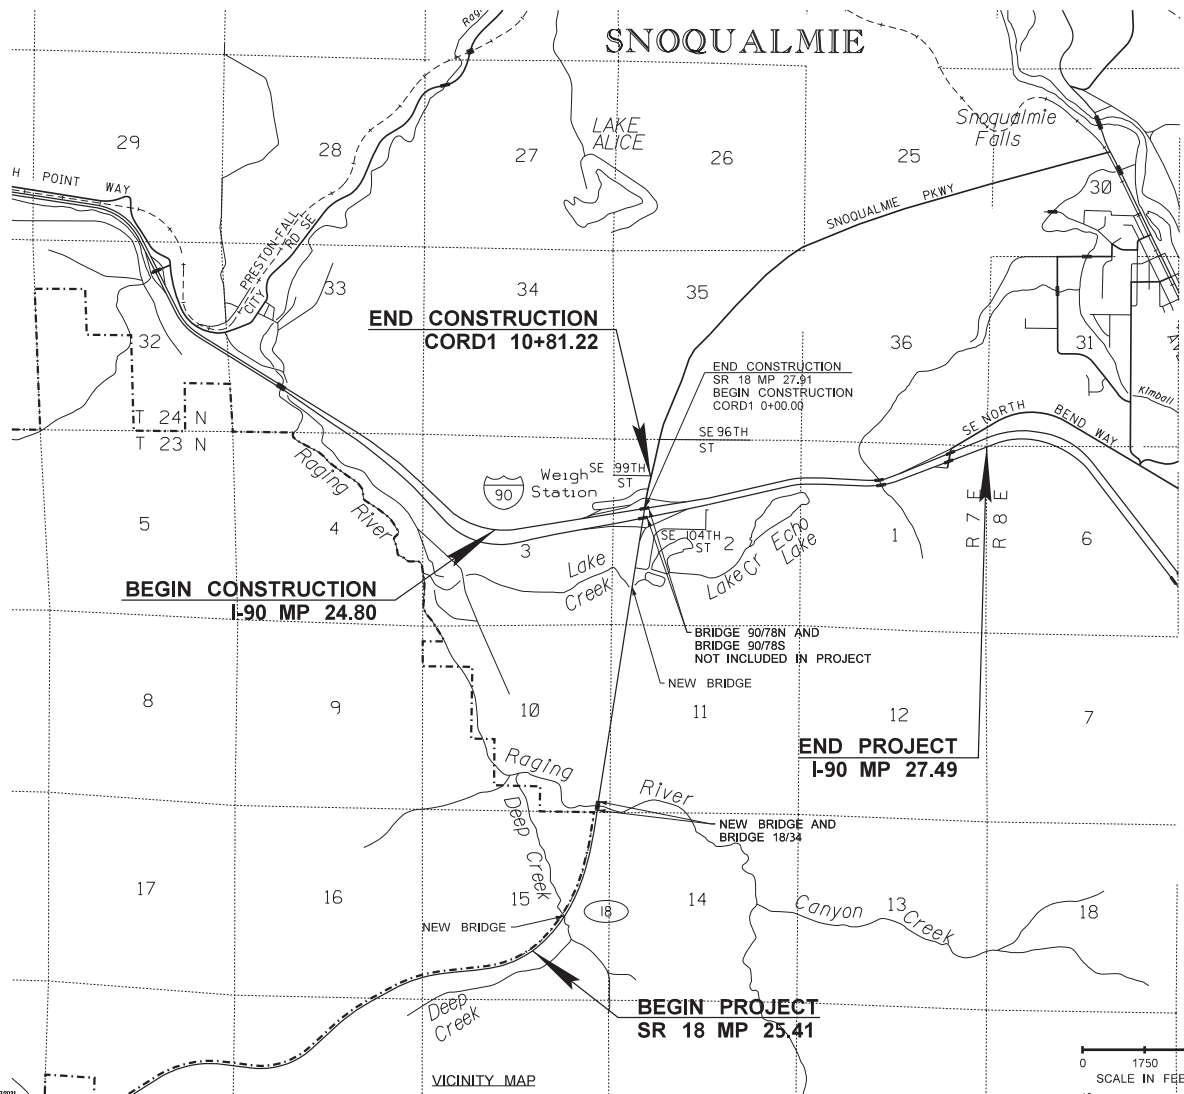 SNOQUALMIE
29
28
27
LAKE
ALICE
26
25
Snoqualmie
Falls
30
H POINT WAY
SNOQUALMIE PKWY
PRESTON-FALL
CITY RD SE
33
34
35
36
31
32
END CONSTRUCTION
CORD1 10+81.22
END CONSTRUCTION
SR 18 MP 27.91
BEGIN CONSTRUCTION
CORD1 0+00.00
Kimball
T 24 N
T 23 N
SE 96TH
ST
SE NORTH BEND WAY
Raging
River
90
Weigh
Station
SE 99TH
ST
5
4
3
SE 104TH
ST
2
Echo
Lake
1
R 7 E
R 8 E
6
Lake
Creek
Lake Cr
BEGIN CONSTRUCTION
I-90 MP 24.80
BRIDGE 90/78N AND
BRIDGE 90/78S
NOT INCLUDED IN PROJECT
NEW BRIDGE
8
9
10
11
12
7
END PROJECT
I-90 MP 27.49
Raging
River
Deep
Creek
NEW BRIDGE AND
BRIDGE 18/34
17
16
15
14
13
18
Canyon
Creek
NEW BRIDGE
18
Deep
Creek
BEGIN PROJECT
SR 18 MP 25.41
0 1750
SCALE IN FEE
VICINITY MAP